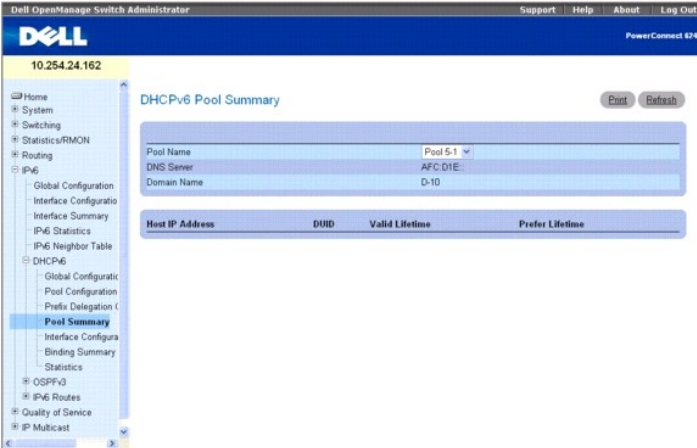 Dell OpenManage Switch Administrator
Support Help About Log Out
DELL
PowerConnect 624
10.254.24.162
Home
System
Switching
Statistics/RMON
Routing
IPv6
Global Configuration
Interface Configuratio
Interface Summary
IPv6 Statistics
IPv6 Neighbor Table
DHCPv6
Global Configuratic
Pool Configuration
Prefix Delegation (
Pool Summary
Interface Configura
Binding Summary
Statistics
OSPFv3
IPv6 Routes
Quality of Service
IP Multicast
DHCPv6 Pool Summary
Print Refresh
Pool Name Pool 5-1
DNS Server AFC:D1E::
Domain Name D-10
Host IP Address DUID Valid Lifetime Prefer Lifetime